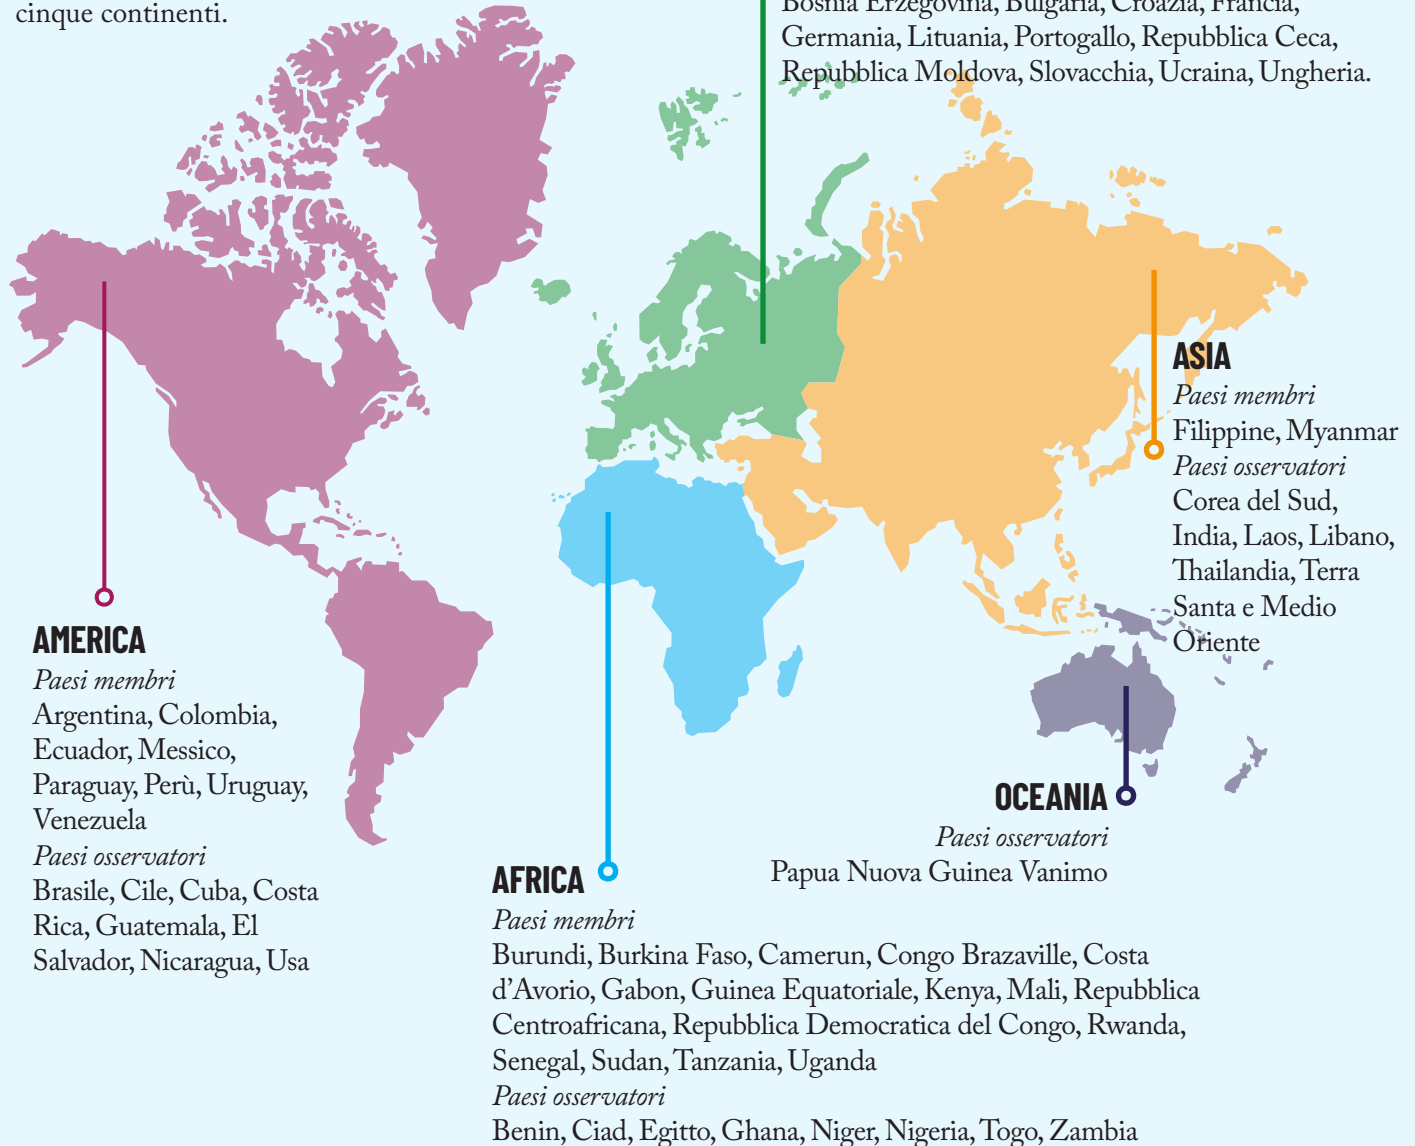 cinque continenti.
Bosnia Erzegovina, Bulgaria, Croazia, Francia,
Germania, Lituania, Portogallo, Repubblica Ceca,
Repubblica Moldova, Slovacchia, Ucraina, Ungheria.
ASIA
Paesi membri
Filippine, Myanmar
Paesi osservatori
Corea del Sud,
India, Laos, Libano,
Thailandia, Terra
Santa e Medio
Oriente
AMERICA
Paesi membri
Argentina, Colombia,
Ecuador, Messico,
Paraguay, Perù, Uruguay,
Venezuela
Paesi osservatori
Brasile, Cile, Cuba, Costa
Rica, Guatemala, El
Salvador, Nicaragua, Usa
OCEANIA
Paesi osservatori
Papua Nuova Guinea Vanimo
AFRICA
Paesi membri
Burundi, Burkina Faso, Camerun, Congo Brazaville, Costa
d’Avorio, Gabon, Guinea Equatoriale, Kenya, Mali, Repubblica
Centroafricana, Repubblica Democratica del Congo, Rwanda,
Senegal, Sudan, Tanzania, Uganda
Paesi osservatori
Benin, Ciad, Egitto, Ghana, Niger, Nigeria, Togo, Zambia